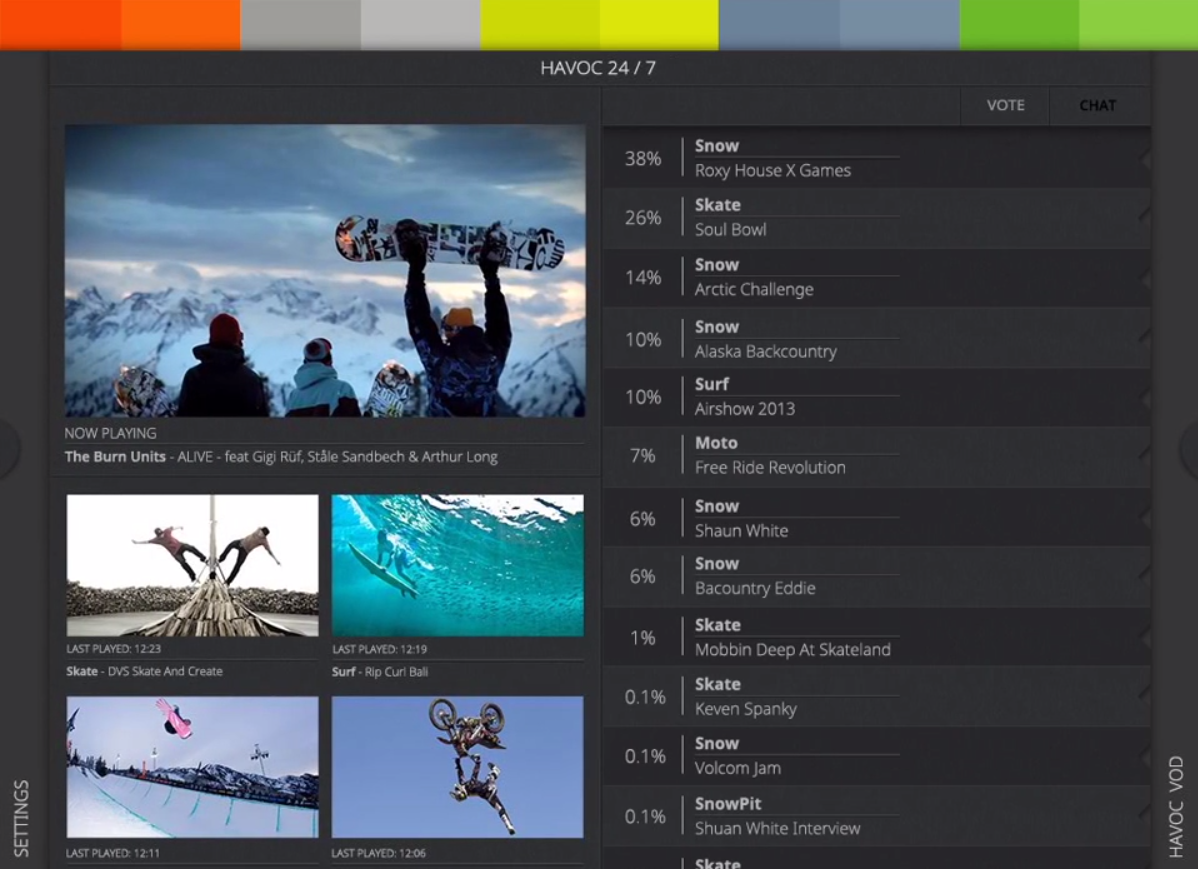 HAVOC 24 / 7
VOTE
CHAT
NOW PLAYING
The Burn Units - ALIVE - feat Gigi Rüf, Ståle Sandbech & Arthur Long
LAST PLAYED: 12:23
Skate - DVS Skate And Create
LAST PLAYED: 12:19
Surf - Rip Curl Bali
LAST PLAYED: 12:11
LAST PLAYED: 12:06
38%
Snow
Roxy House X Games
26%
Skate
Soul Bowl
14%
Snow
Arctic Challenge
10%
Snow
Alaska Backcountry
10%
Surf
Airshow 2013
7%
Moto
Free Ride Revolution
6%
Snow
Shaun White
6%
Snow
Bacountry Eddie
1%
Skate
Mobbin Deep At Skateland
0.1%
Skate
Keven Spanky
0.1%
Snow
Volcom Jam
0.1%
SnowPit
Shuan White Interview
Skate
SETTINGS
HAVOC VOD